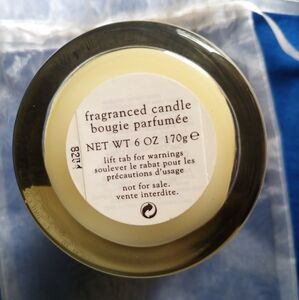 fragranced candle
bougie parfumée
NET WT 6 OZ 170g℮
lift tab for warnings
soulever le rabat pour les
précautions d'usage
not for sale.
vente interdite.